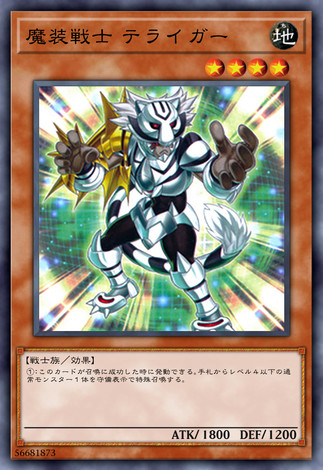 魔装戦士 テライガー
地
【戦士族／効果】
①:このカードが召喚に成功した時に発動できる。手札からレベル４以下の通
常モンスター１体を守備表示で特殊召喚する。
ATK/ 1800 DEF/ 1200
56681873